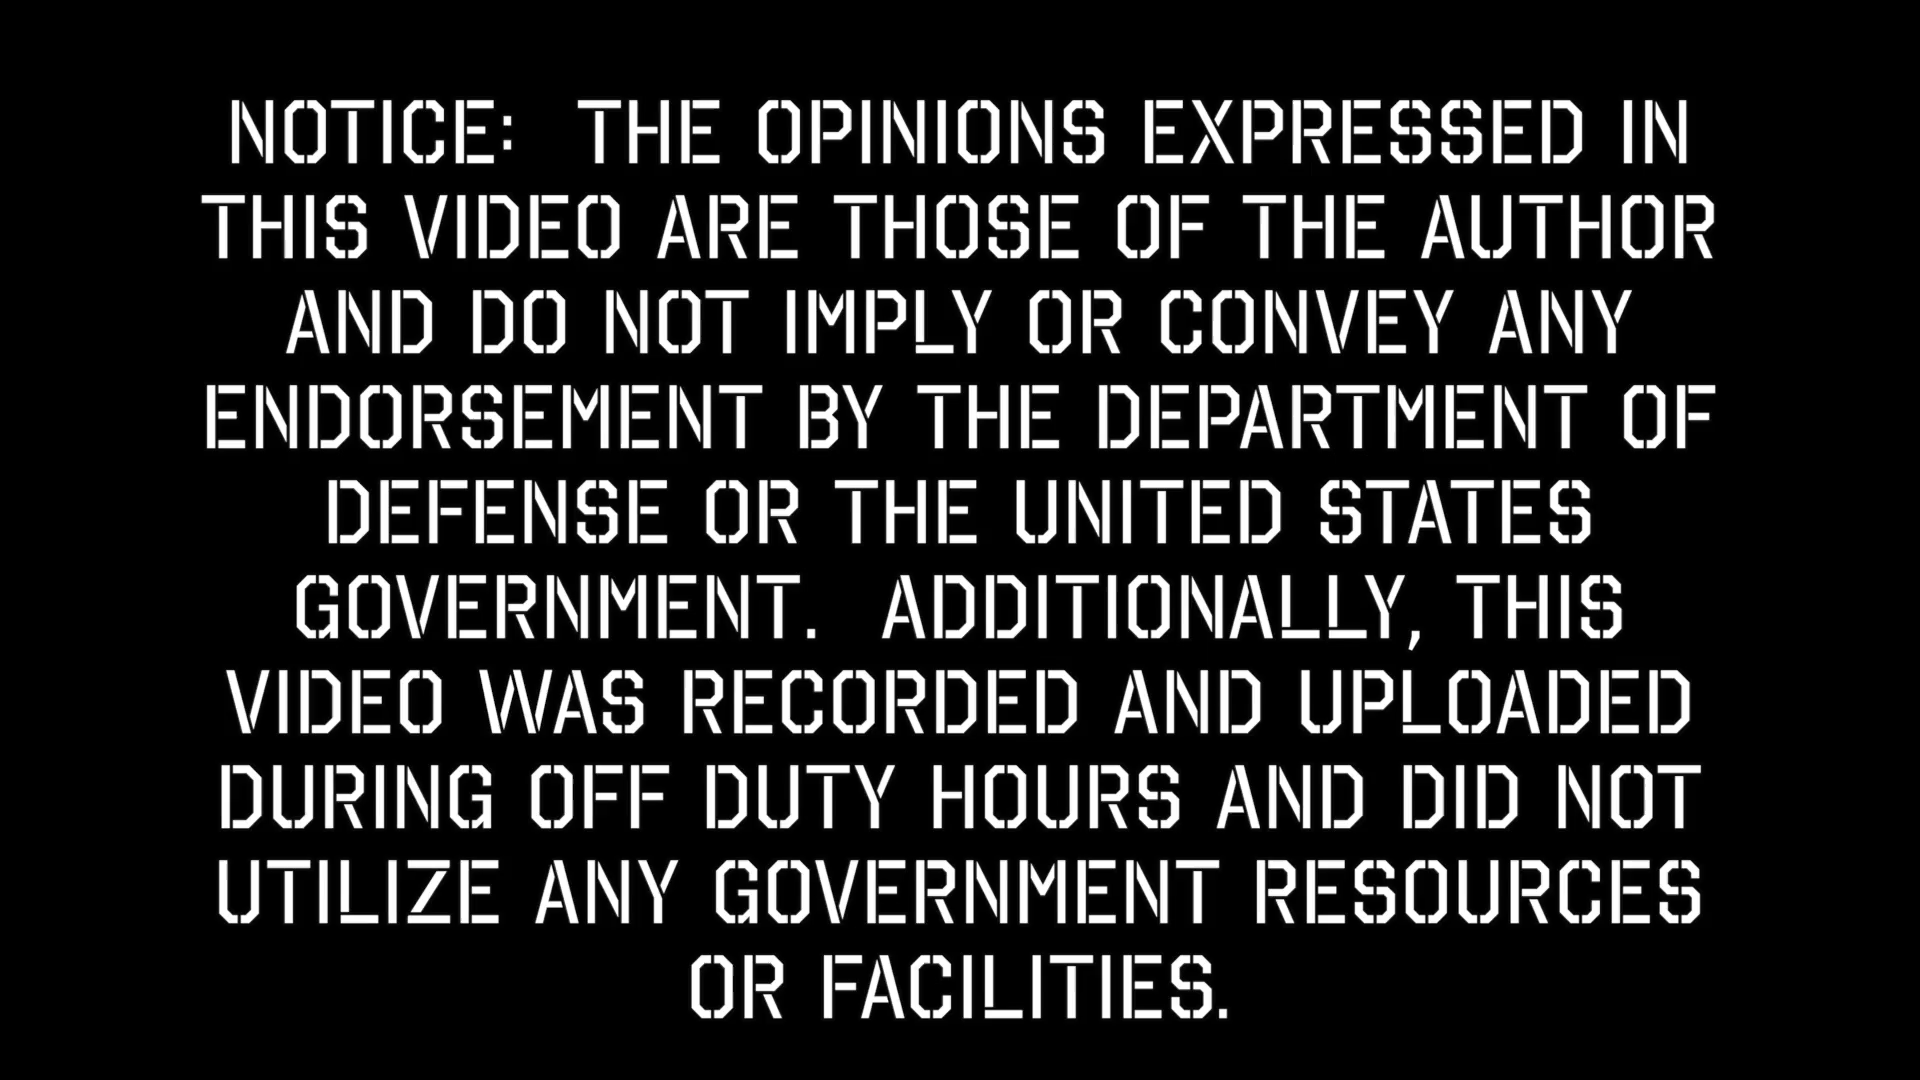 NOTICE:  THE OPINIONS EXPRESSED IN
THIS VIDEO ARE THOSE OF THE AUTHOR
AND DO NOT IMPLY OR CONVEY ANY
ENDORSEMENT BY THE DEPARTMENT OF
DEFENSE OR THE UNITED STATES
GOVERNMENT.  ADDITIONALLY, THIS
VIDEO WAS RECORDED AND UPLOADED
DURING OFF DUTY HOURS AND DID NOT
UTILIZE ANY GOVERNMENT RESOURCES
OR FACILITIES.